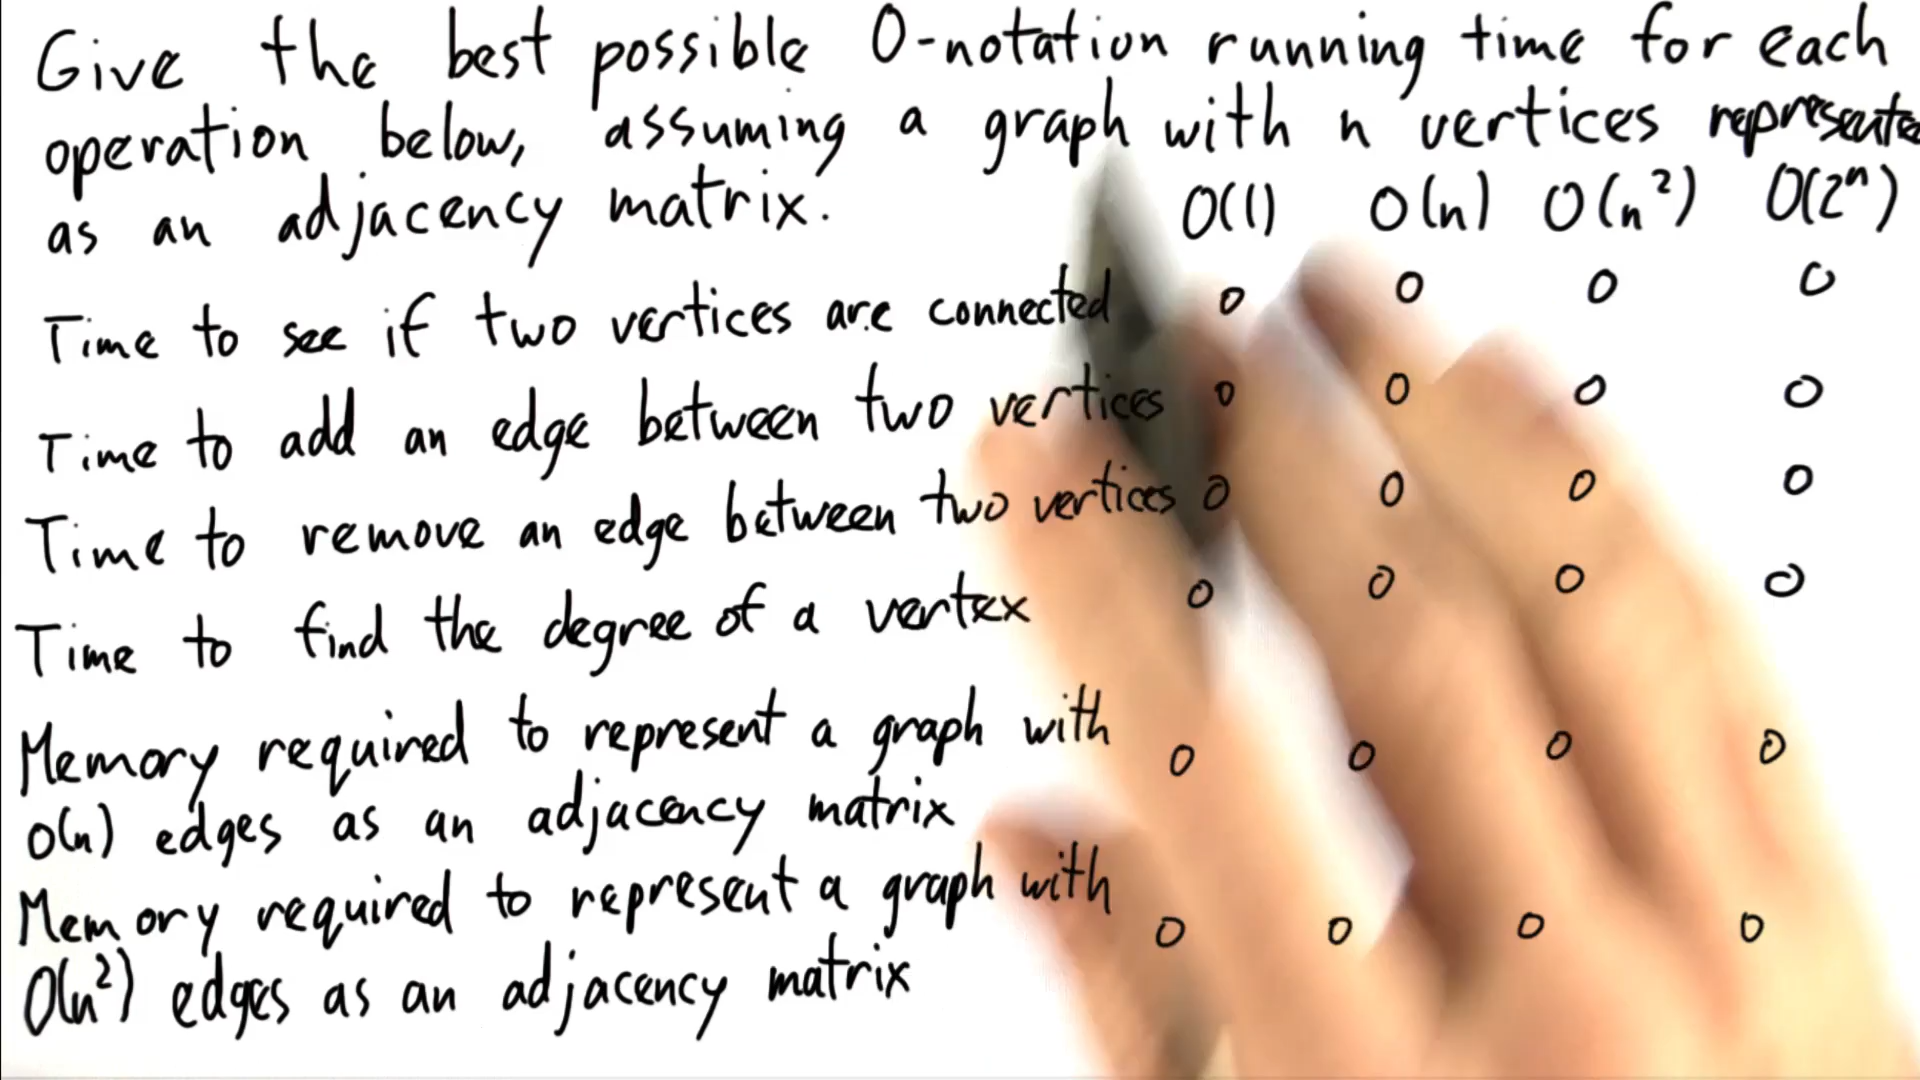 Give the best possible O-notation running time for each
operation below, assuming a graph with n vertices represente
as an adjacency matrix.
O(1) O(n) O(n²) O(2ⁿ)
Time to see if two vertices are connected O O O O
Time to add an edge between two vertices O O O O
Time to remove an edge between two vertices O O O O
Time to find the degree of a vertex O O O O
Memory required to represent a graph with O O O O
O(n) edges as an adjacency matrix
Memory required to represent a graph with O O O O
O(n²) edges as an adjacency matrix